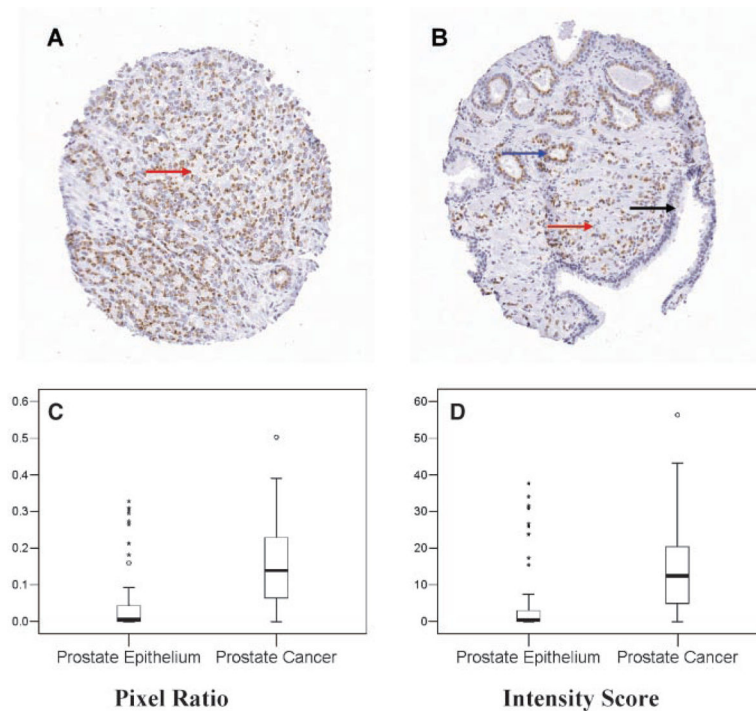 A
B
C
0.6
0.5
0.4
0.3
0.2
0.1
0.0
Prostate Epithelium Prostate Cancer
Pixel Ratio
D
60
50
40
30
20
10
0
Prostate Epithelium Prostate Cancer
Intensity Score